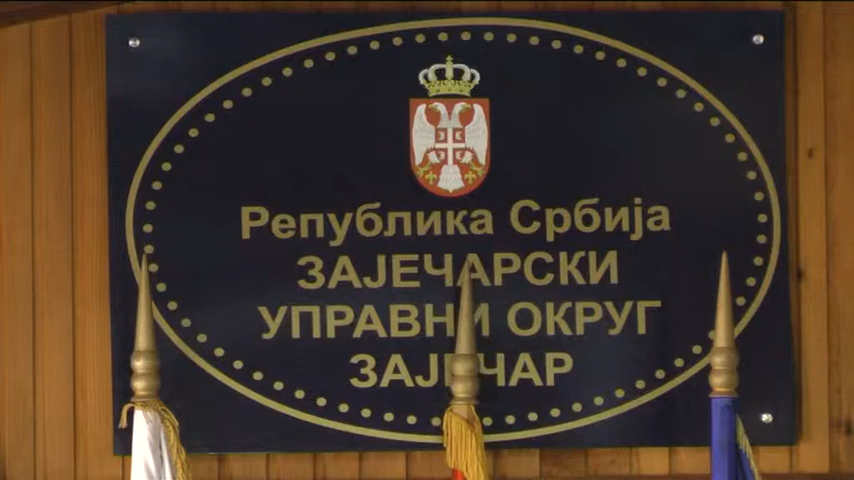 Република Србија
ЗАЈЕЧАРСКИ
УПРАВНИ ОКРУГ
ЗАЈЕЧАР